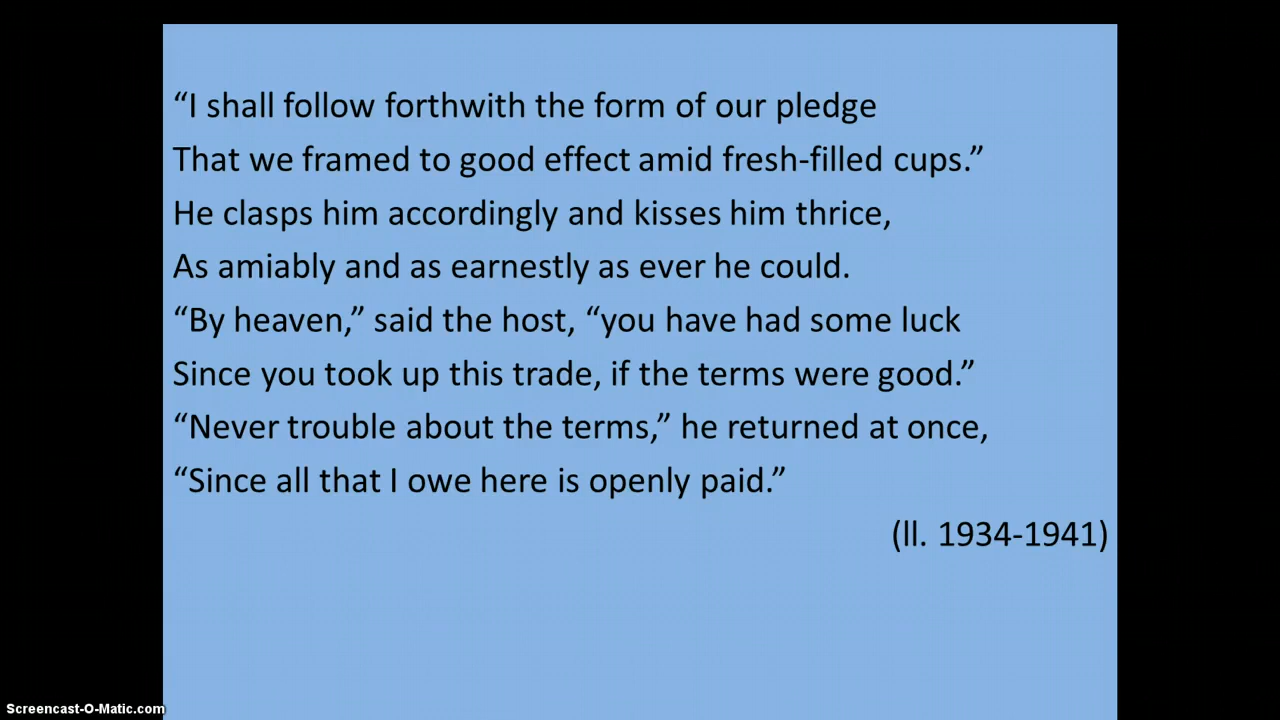 “I shall follow forthwith the form of our pledge
That we framed to good effect amid fresh-filled cups.”
He clasps him accordingly and kisses him thrice,
As amiably and as earnestly as ever he could.
“By heaven,” said the host, “you have had some luck
Since you took up this trade, if the terms were good.”
“Never trouble about the terms,” he returned at once,
“Since all that I owe here is openly paid.”
(ll. 1934-1941)
Screencast-O-Matic.com